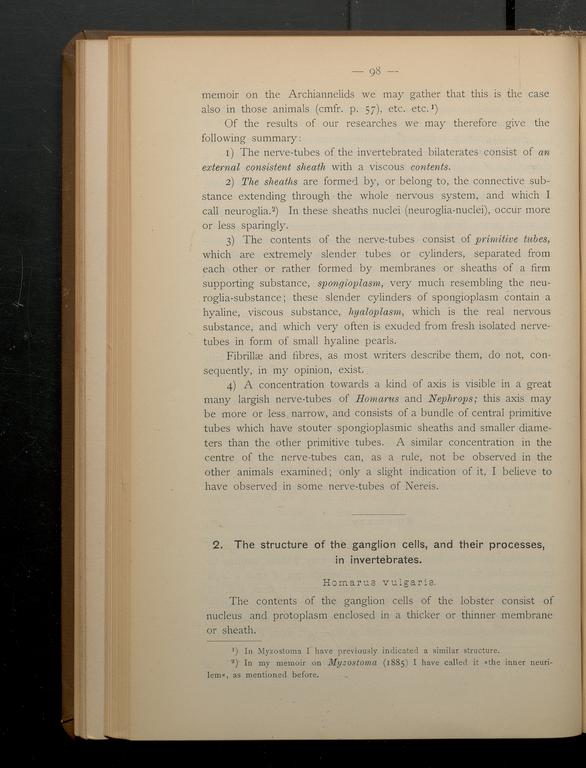 — 98 —
memoir on the Archiannelids we may gather that this is the case
also in those animals (cmfr. p. 57), etc. etc.¹)
Of the results of our researches we may therefore give the
following summary:
1) The nerve-tubes of the invertebrated bilaterates consist of an
external consistent sheath with a viscous contents.
2) The sheaths are formed by, or belong to, the connective sub-
stance extending through the whole nervous system, and which I
call neuroglia.²) In these sheaths nuclei (neuroglia-nuclei), occur more
or less sparingly.
3) The contents of the nerve-tubes consist of primitive tubes,
which are extremely slender tubes or cylinders, separated from
each other or rather formed by membranes or sheaths of a firm
supporting substance, spongioplasm, very much resembling the neu-
roglia-substance; these slender cylinders of spongioplasm contain a
hyaline, viscous substance, hyaloplasm, which is the real nervous
substance, and which very often is exuded from fresh isolated nerve-
tubes in form of small hyaline pearls.
Fibrillæ and fibres, as most writers describe them, do not, con-
sequently, in my opinion, exist.
4) A concentration towards a kind of axis is visible in a great
many largish nerve-tubes of Homarus and Nephrops; this axis may
be more or less narrow, and consists of a bundle of central primitive
tubes which have stouter spongioplasmic sheaths and smaller diame-
ters than the other primitive tubes. A similar concentration in the
centre of the nerve-tubes can, as a rule, not be observed in the
other animals examined; only a slight indication of it, I believe to
have observed in some nerve-tubes of Nereis.
2. The structure of the ganglion cells, and their processes,
in invertebrates.
Homarus vulgaris.
The contents of the ganglion cells of the lobster consist of
nucleus and protoplasm enclosed in a thicker or thinner membrane
or sheath.
¹) In Myzostoma I have previously indicated a similar structure.
²) In my memoir on Myzostoma (1885) I have called it »the inner neuri-
lem«, as mentioned before.